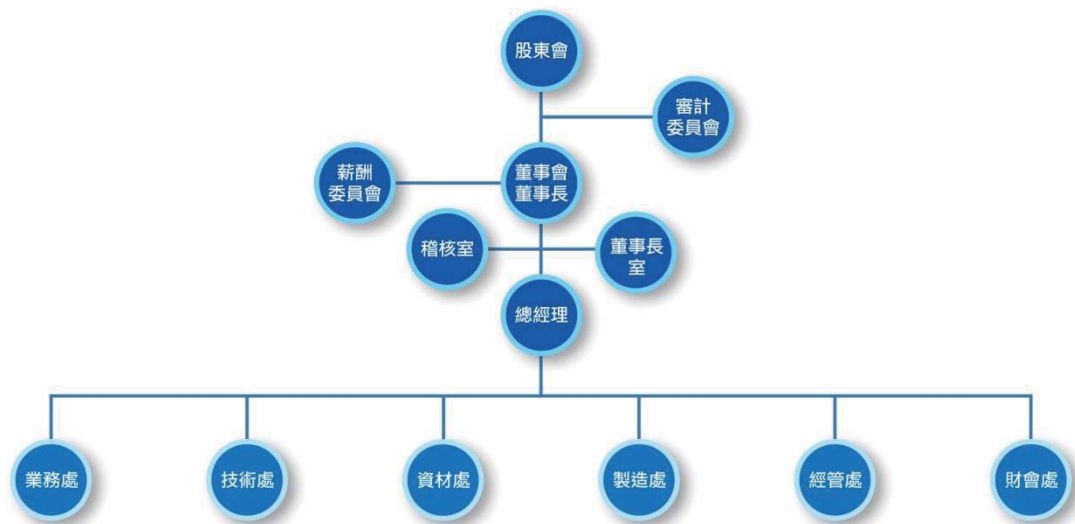 股東會
審計
委員會
薪酬
委員會
董事會
董事長
稽核室
董事長
室
總經理
業務處
技術處
資材處
製造處
經管處
財會處